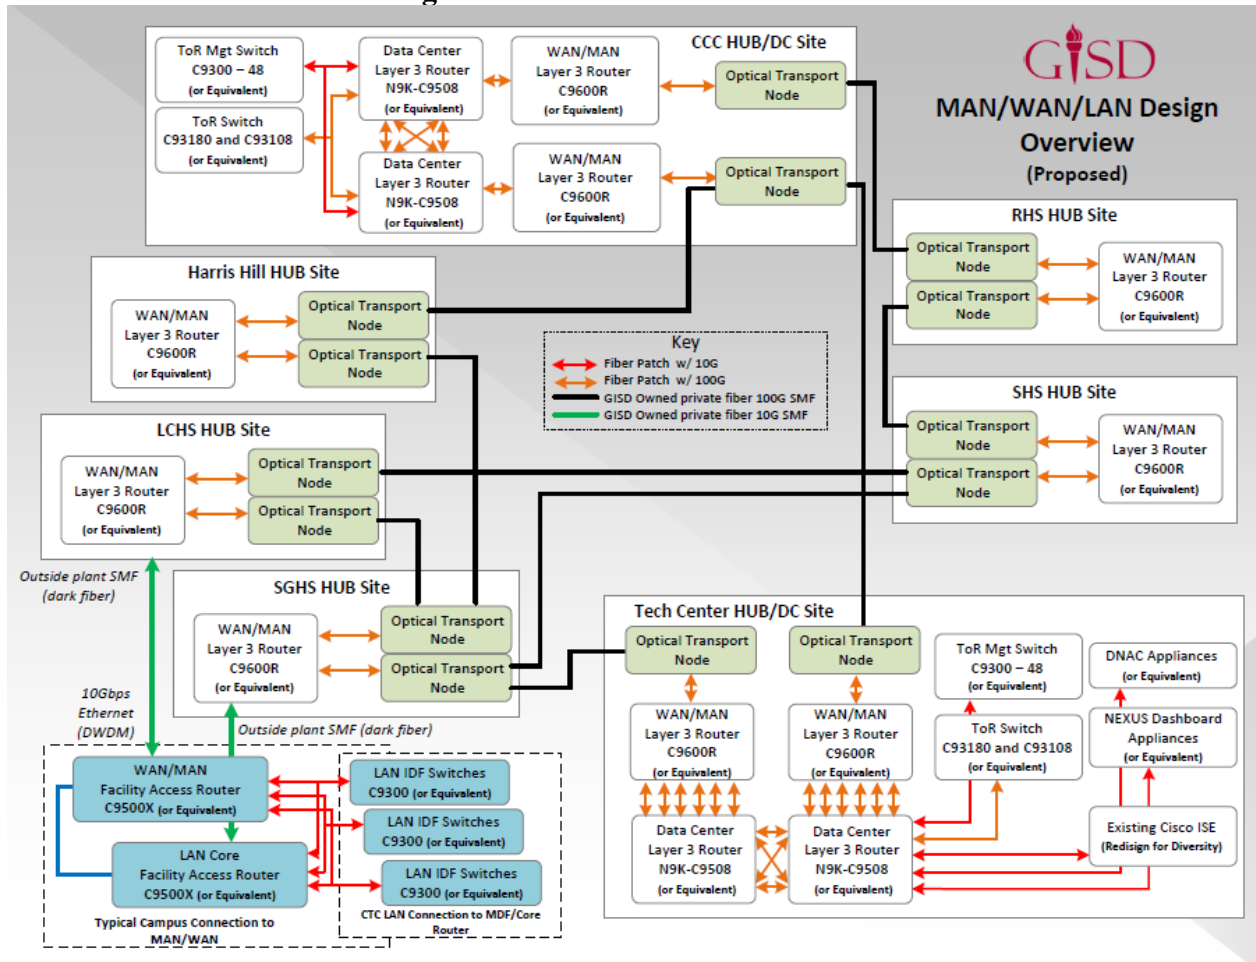 g
CCC HUB/DC Site
ToR Mgt Switch
C9300 – 48
(or Equivalent)
ToR Switch
C93180 and C93108
(or Equivalent)
Data Center
Layer 3 Router
N9K-C9508
(or Equivalent)
Data Center
Layer 3 Router
N9K-C9508
(or Equivalent)
WAN/MAN
Layer 3 Router
C9600R
(or Equivalent)
WAN/MAN
Layer 3 Router
C9600R
(or Equivalent)
Optical Transport
Node
Optical Transport
Node
GISD
MAN/WAN/LAN Design
Overview
(Proposed)
RHS HUB Site
Optical Transport
Node
Optical Transport
Node
WAN/MAN
Layer 3 Router
C9600R
(or Equivalent)
Harris Hill HUB Site
WAN/MAN
Layer 3 Router
C9600R
(or Equivalent)
Optical Transport
Node
Optical Transport
Node
Key
Fiber Patch w/ 10G
Fiber Patch w/ 100G
GISD Owned private fiber 100G SMF
GISD Owned private fiber 10G SMF
SHS HUB Site
Optical Transport
Node
Optical Transport
Node
WAN/MAN
Layer 3 Router
C9600R
(or Equivalent)
LCHS HUB Site
WAN/MAN
Layer 3 Router
C9600R
(or Equivalent)
Optical Transport
Node
Optical Transport
Node
Outside plant SMF
(dark fiber)
SGHS HUB Site
WAN/MAN
Layer 3 Router
C9600R
(or Equivalent)
Optical Transport
Node
Optical Transport
Node
10Gbps
Ethernet
(DWDM)
Outside plant SMF (dark fiber)
WAN/MAN
Facility Access Router
C9500X (or Equivalent)
LAN Core
Facility Access Router
C9500X (or Equivalent)
Typical Campus Connection to
MAN/WAN
LAN IDF Switches
C9300 (or Equivalent)
LAN IDF Switches
C9300 (or Equivalent)
LAN IDF Switches
C9300 (or Equivalent)
CTC LAN Connection to MDF/Core
Router
Tech Center HUB/DC Site
Optical Transport
Node
Optical Transport
Node
WAN/MAN
Layer 3 Router
C9600R
(or Equivalent)
WAN/MAN
Layer 3 Router
C9600R
(or Equivalent)
Data Center
Layer 3 Router
N9K-C9508
(or Equivalent)
Data Center
Layer 3 Router
N9K-C9508
(or Equivalent)
ToR Mgt Switch
C9300 – 48
(or Equivalent)
ToR Switch
C93180 and C93108
(or Equivalent)
DNAC Appliances
(or Equivalent)
NEXUS Dashboard
Appliances
(or Equivalent)
Existing Cisco ISE
(Redisign for Diversity)